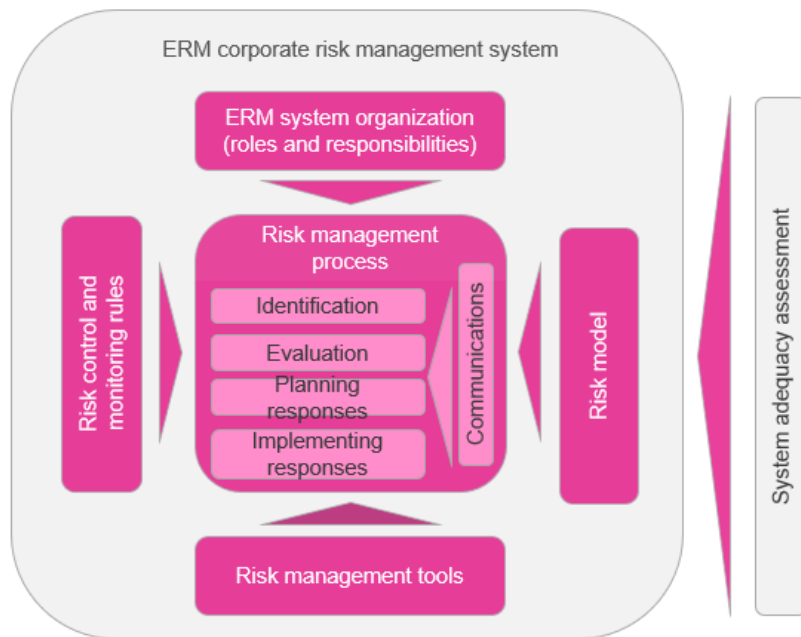 ERM corporate risk management system
ERM system organization
(roles and responsibilities)
Risk control and
monitoring rules
Risk management
process
Identification
Evaluation
Planning
responses
Implementing
responses
Communications
Risk model
Risk management tools
System adequacy assessment